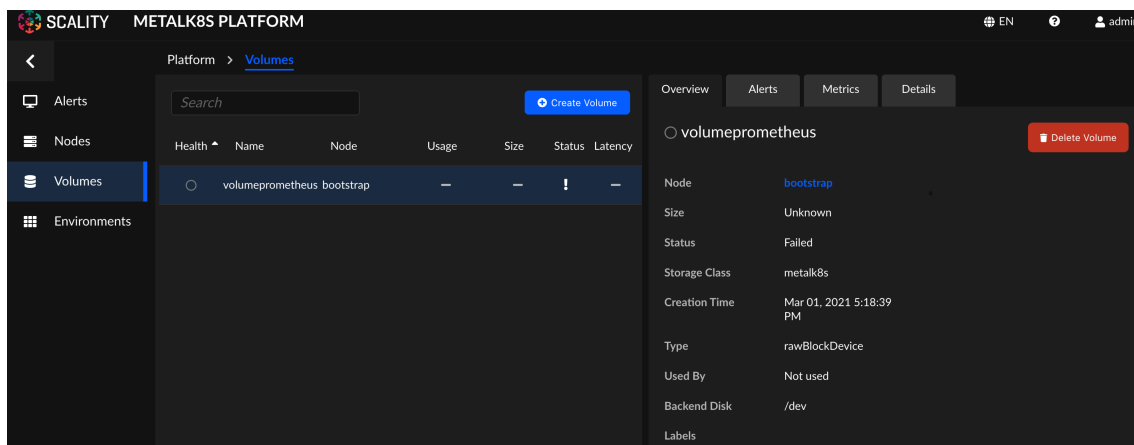 SCALITY METALK8S PLATFORM EN admin
Platform > Volumes
Alerts
Nodes
Volumes
Environments
Search
Create Volume
Health Name Node Usage Size Status Latency
volumeprometheus bootstrap – – ! –
Overview Alerts Metrics Details
volumeprometheus
Delete Volume
Node bootstrap
Size Unknown
Status Failed
Storage Class metalk8s
Creation Time Mar 01, 2021 5:18:39
PM
Type rawBlockDevice
Used By Not used
Backend Disk /dev
Labels